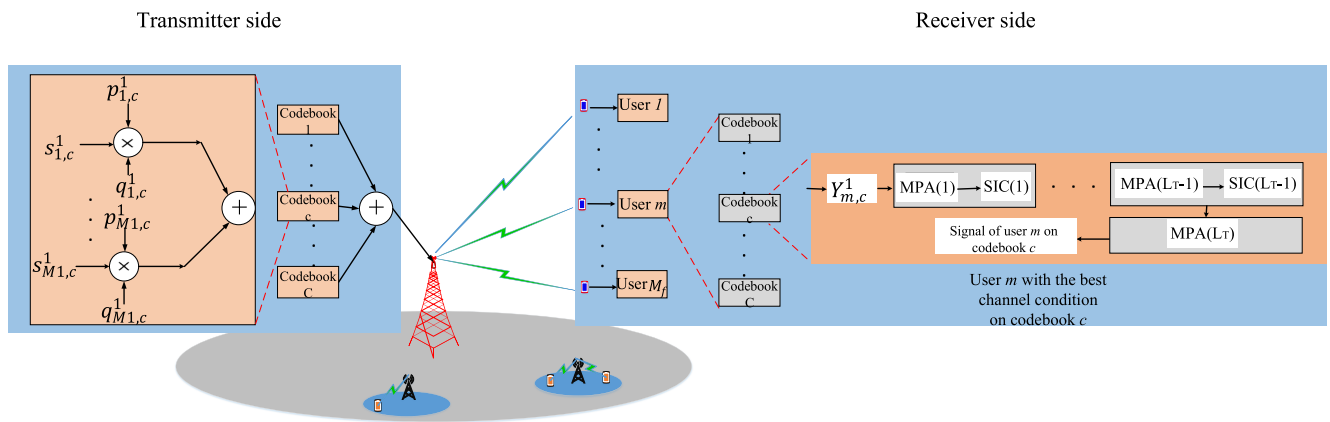 Transmitter side
Receiver side
p^1_{1,c}
s^1_{1,c}
×
q^1_{1,c}
p^1_{M1,c}
s^1_{M1,c}
×
q^1_{M1,c}
+
Codebook
1
Codebook
c
Codebook
C
+
User 1
User m
User M_f
Codebook
1
Codebook
c
Codebook
C
Y^1_{m,c}
MPA(1)
SIC(1)
MPA(L_T-1)
SIC(L_T-1)
MPA(L_T)
Signal of user m on
codebook c
User m with the best
channel condition
on codebook c